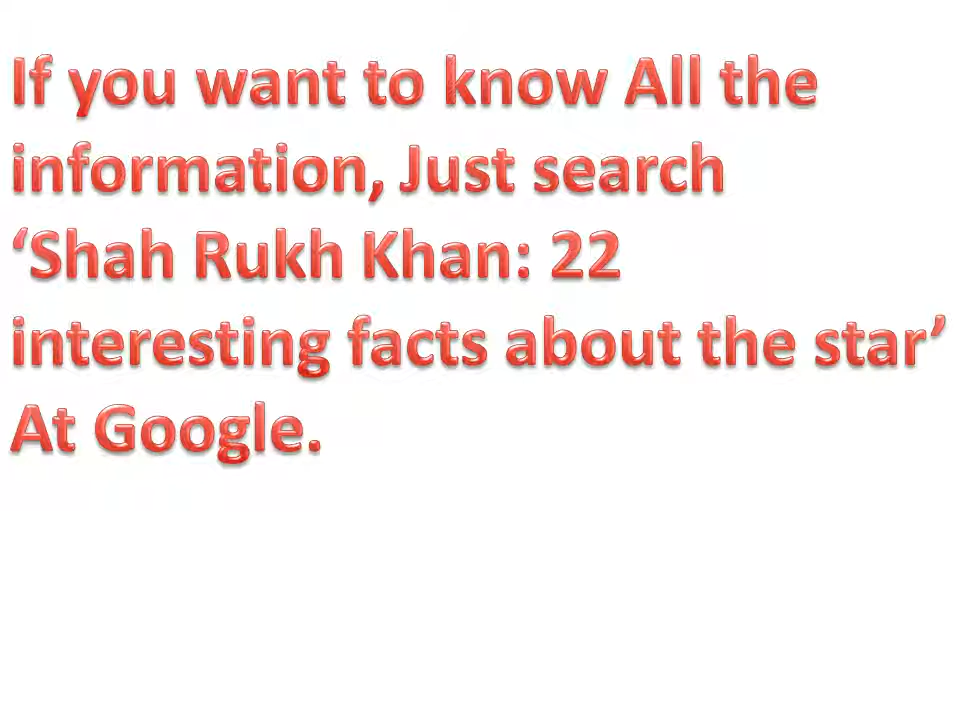 If you want to know All the
information, Just search
‘Shah Rukh Khan: 22
interesting facts about the star’
At Google.